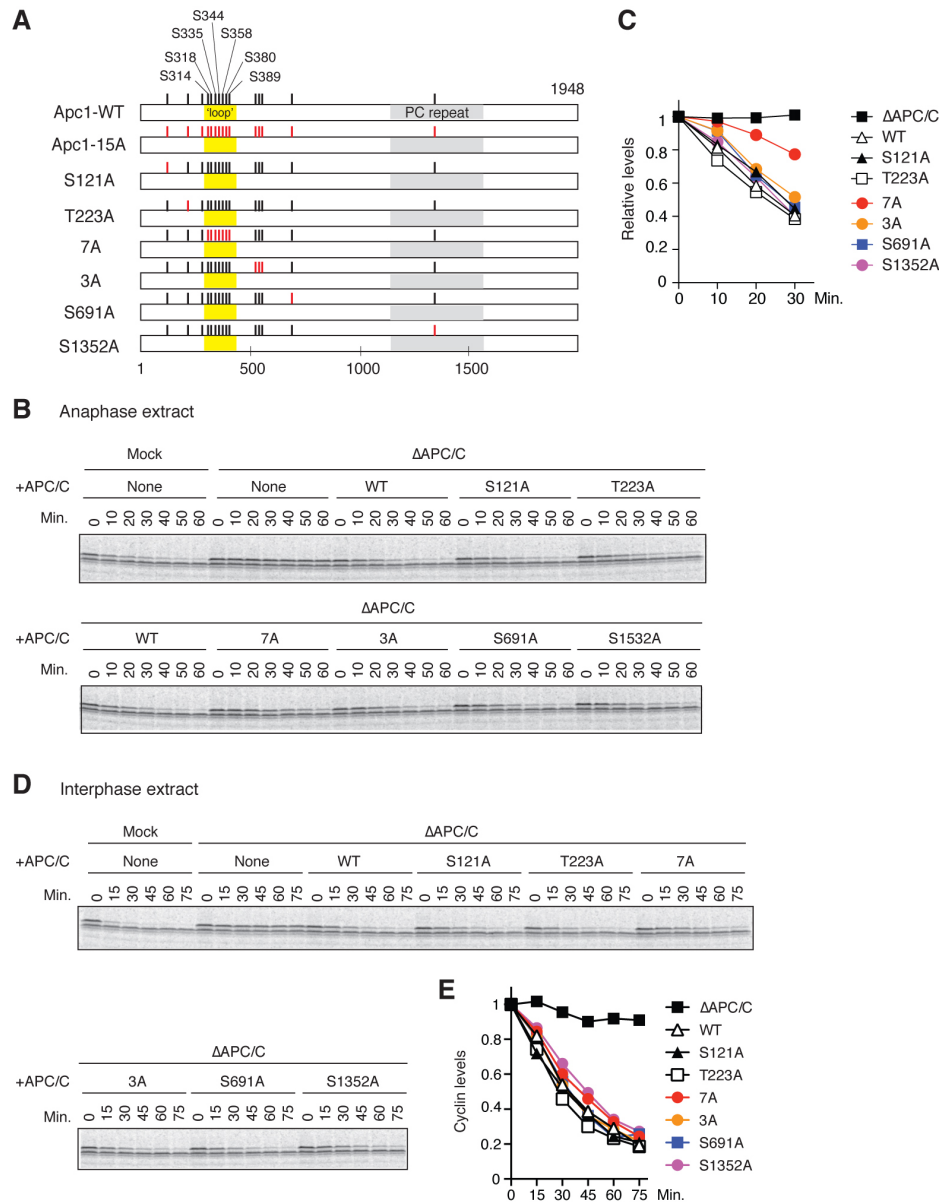 A
S344
S335 S358
S318 S380
S314 S389
1948
Apc1-WT 'loop' PC repeat
Apc1-15A
S121A
T223A
7A
3A
S691A
S1352A
1 500 1000 1500
C
Relative levels
1
0.8
0.6
0.4
0.2
0
0 10 20 30 Min.
ΔAPC/C
WT
S121A
T223A
7A
3A
S691A
S1352A
B Anaphase extract
Mock ΔAPC/C
+APC/C None None WT S121A T223A
Min. 0 10 20 30 40 50 60 0 10 20 30 40 50 60 0 10 20 30 40 50 60 0 10 20 30 40 50 60 0 10 20 30 40 50 60
ΔAPC/C
+APC/C WT 7A 3A S691A S1532A
Min. 0 10 20 30 40 50 60 0 10 20 30 40 50 60 0 10 20 30 40 50 60 0 10 20 30 40 50 60 0 10 20 30 40 50 60
D Interphase extract
Mock ΔAPC/C
+APC/C None None WT S121A T223A 7A
Min. 0 15 30 45 60 75 0 15 30 45 60 75 0 15 30 45 60 75 0 15 30 45 60 75 0 15 30 45 60 75 0 15 30 45 60 75
ΔAPC/C
+APC/C 3A S691A S1352A
Min. 0 15 30 45 60 75 0 15 30 45 60 75 0 15 30 45 60 75
E
Cyclin levels
1
0.8
0.6
0.4
0.2
0
0 15 30 45 60 75 Min.
ΔAPC/C
WT
S121A
T223A
7A
3A
S691A
S1352A